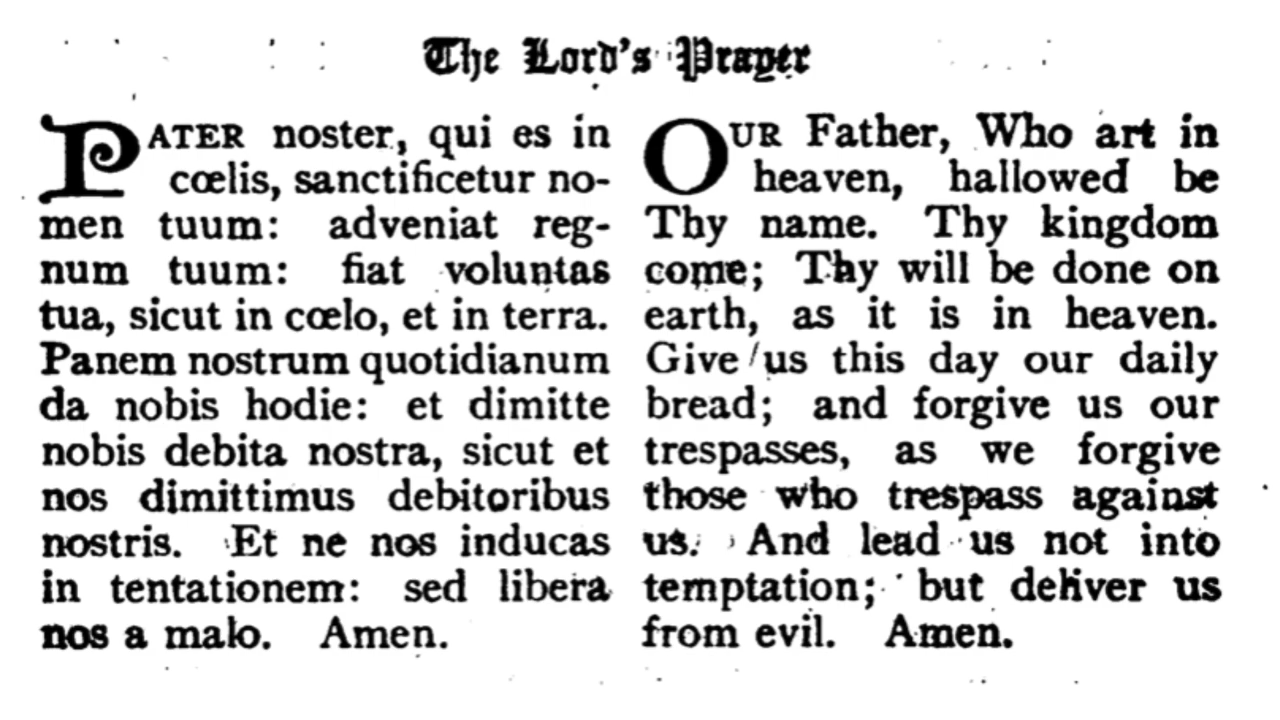 The Lord's Prayer
PATER noster, qui es in
cœlis, sanctificetur no-
men tuum: adveniat reg-
num tuum: fiat voluntas
tua, sicut in cœlo, et in terra.
Panem nostrum quotidianum
da nobis hodie: et dimitte
nobis debita nostra, sicut et
nos dimittimus debitoribus
nostris. Et ne nos inducas
in tentationem: sed libera
nos a malo. Amen.
OUR Father, Who art in
heaven, hallowed be
Thy name. Thy kingdom
come; Thy will be done on
earth, as it is in heaven.
Give us this day our daily
bread; and forgive us our
trespasses, as we forgive
those who trespass against
us. And lead us not into
temptation; but deliver us
from evil. Amen.